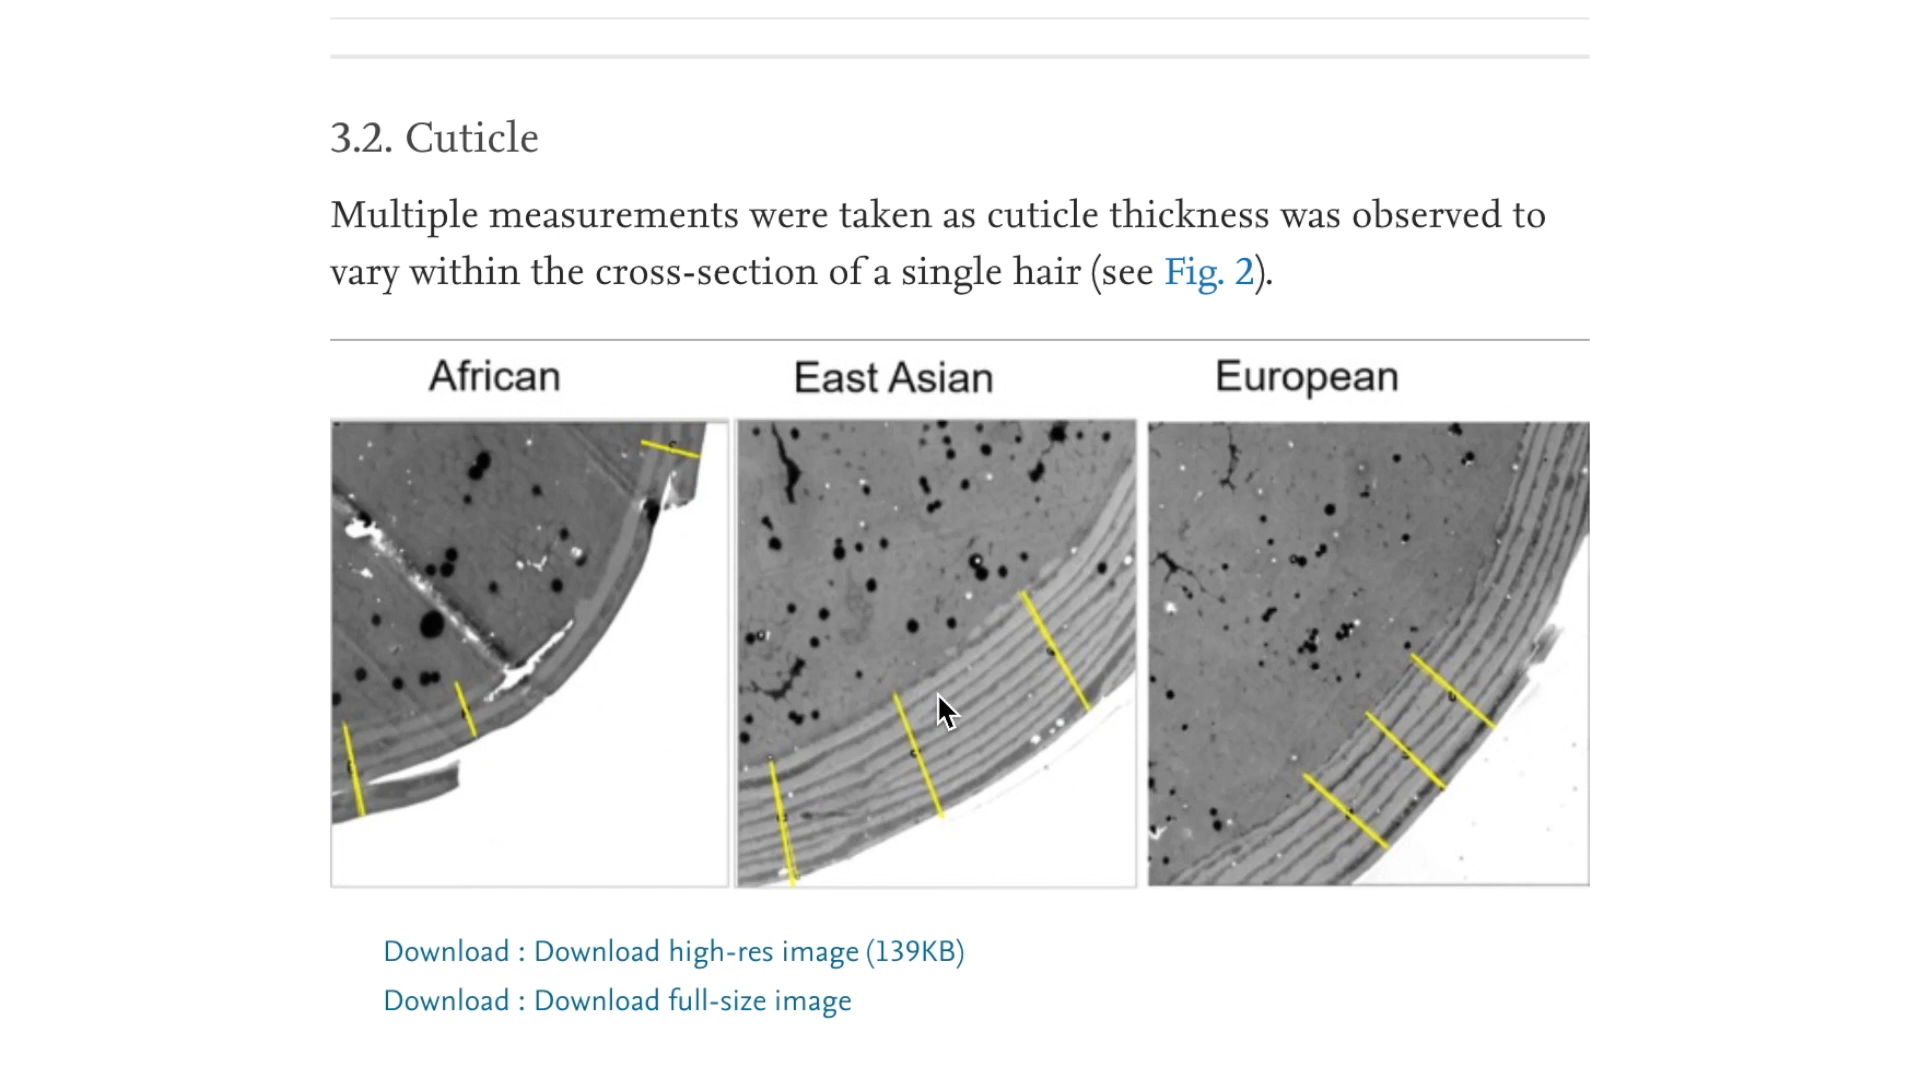 3.2. Cuticle
Multiple measurements were taken as cuticle thickness was observed to
vary within the cross-section of a single hair (see Fig. 2).
African East Asian European
Download : Download high-res image (139KB)
Download : Download full-size image